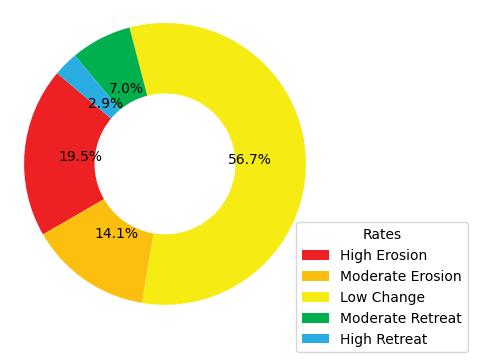 7.0%
2.9%
19.5%
56.7%
14.1%
Rates
High Erosion
Moderate Erosion
Low Change
Moderate Retreat
High Retreat